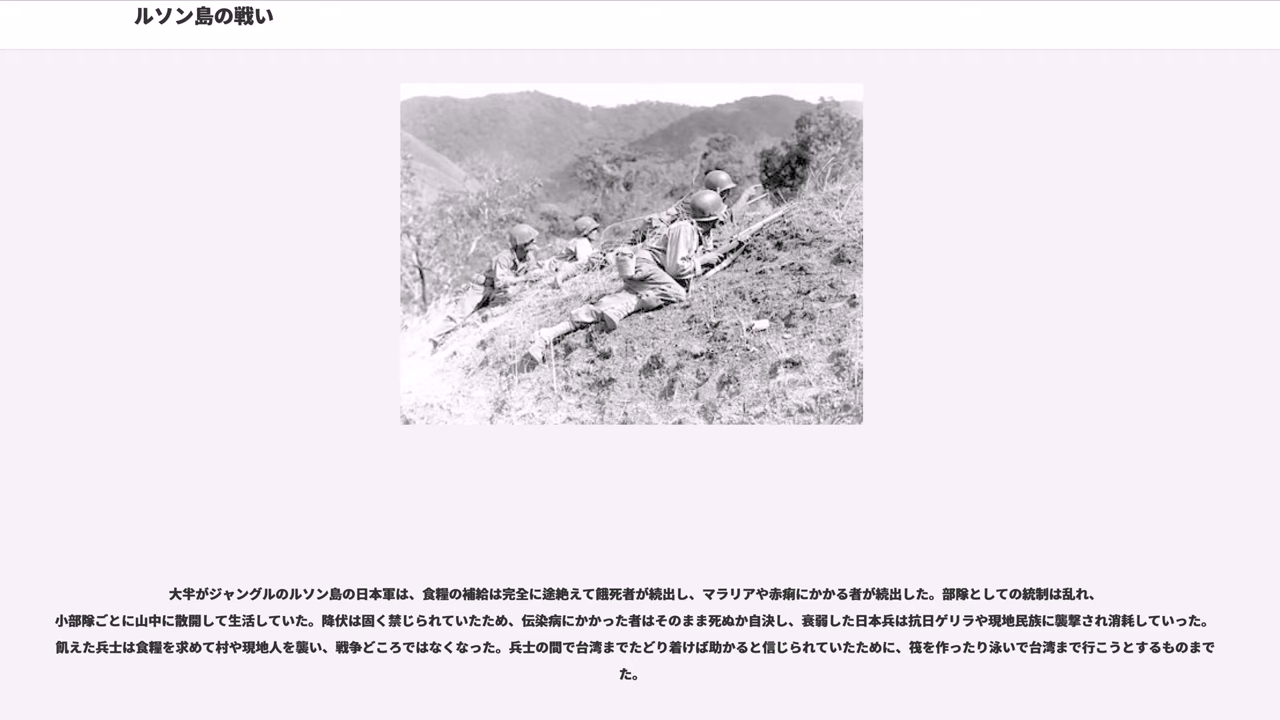 ルソン島の戦い
大半がジャングルのルソン島の日本軍は、食糧の補給は完全に途絶えて餓死者が続出し、マラリアや赤痢にかかる者が続出した。部隊としての統制は乱れ、
小部隊ごとに山中に散開して生活していた。降伏は固く禁じられていたため、伝染病にかかった者はそのまま死ぬか自決し、衰弱した日本兵は抗日ゲリラや現地民族に襲撃され消耗していった。
飢えた兵士は食糧を求めて村や現地人を襲い、戦争どころではなくなった。兵士の間で台湾までたどり着けば助かると信じられていたために、筏を作ったり泳いで台湾まで行こうとするものまで
た。